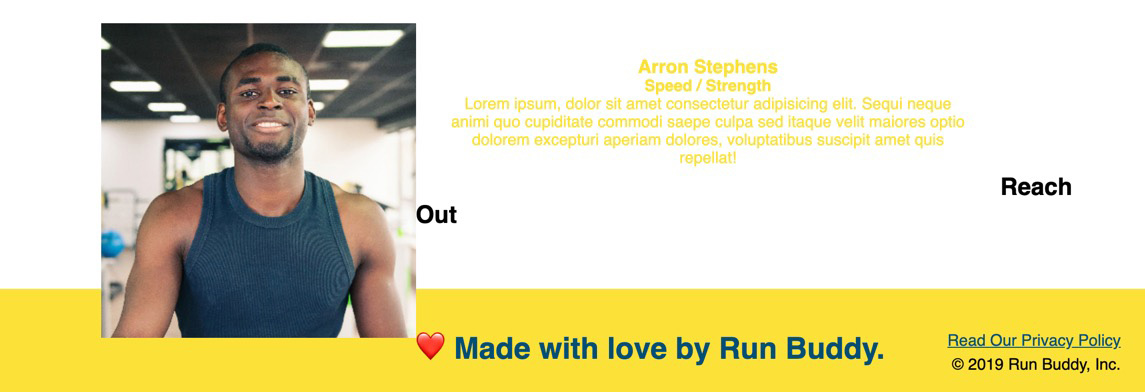 Arron Stephens
Speed / Strength
Lorem ipsum, dolor sit amet consectetur adipisicing elit. Sequi neque
animi quo cupiditate commodi saepe culpa sed itaque velit maiores optio
dolorem excepturi aperiam dolores, voluptatibus suscipit amet quis
repellat!
Reach
Out
❤️ Made with love by Run Buddy.
Read Our Privacy Policy
© 2019 Run Buddy, Inc.